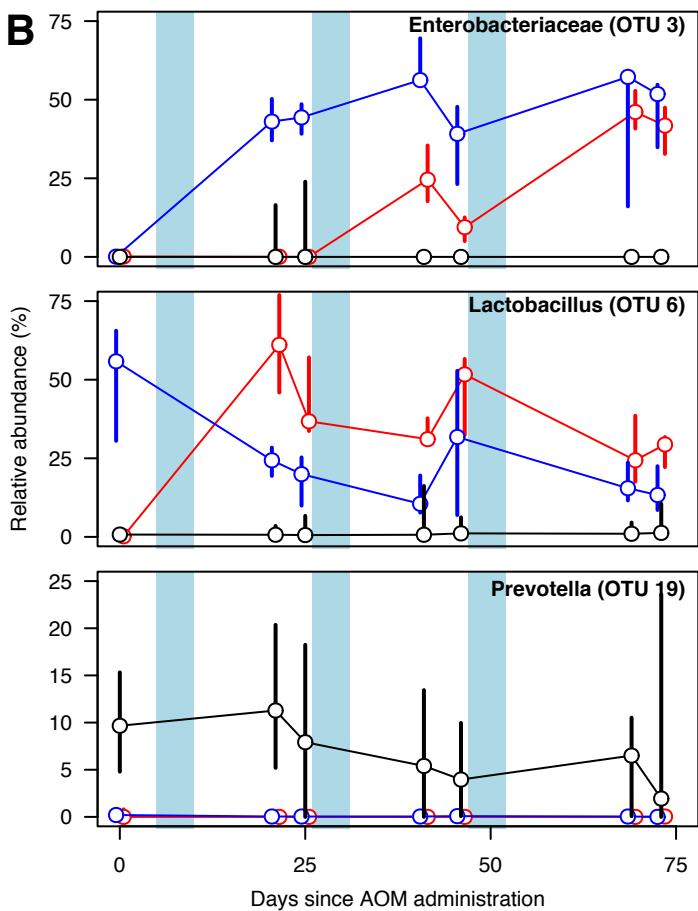 B
Enterobacteriaceae (OTU 3)
75
50
25
0
Lactobacillus (OTU 6)
75
50
25
0
Relative abundance (%)
Prevotella (OTU 19)
25
20
15
10
5
0
0 25 50 75
Days since AOM administration